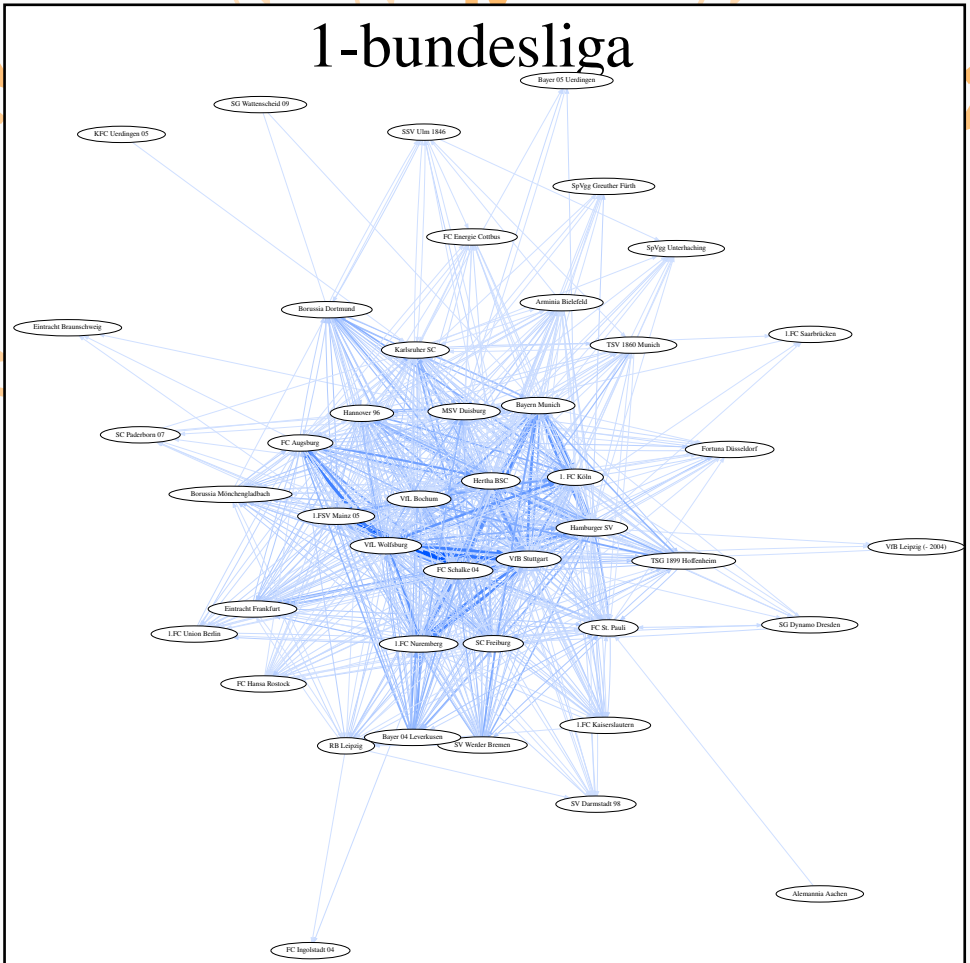 1-bundesliga
Bayer 05 Uerdingen
SG Wattenscheid 09
SSV Ulm 1846
KFC Uerdingen 05
SpVgg Greuther Fürth
FC Energie Cottbus
SpVgg Unterhaching
Arminia Bielefeld
Borussia Dortmund
Eintracht Braunschweig
1.FC Saarbrücken
TSV 1860 Munich
Karlsruher SC
Bayern Munich
MSV Duisburg
Hannover 96
SC Paderborn 07
FC Augsburg
Fortuna Düsseldorf
1. FC Köln
Hertha BSC
Borussia Mönchengladbach
VfL Bochum
1.FSV Mainz 05
Hamburger SV
VfL Wolfsburg
VfB Leipzig (- 2004)
VfB Stuttgart
TSG 1899 Hoffenheim
FC Schalke 04
Eintracht Frankfurt
SG Dynamo Dresden
FC St. Pauli
1.FC Union Berlin
1.FC Nuremberg
SC Freiburg
FC Hansa Rostock
1.FC Kaiserslautern
Bayer 04 Leverkusen
RB Leipzig
SV Werder Bremen
SV Darmstadt 98
Alemannia Aachen
FC Ingolstadt 04